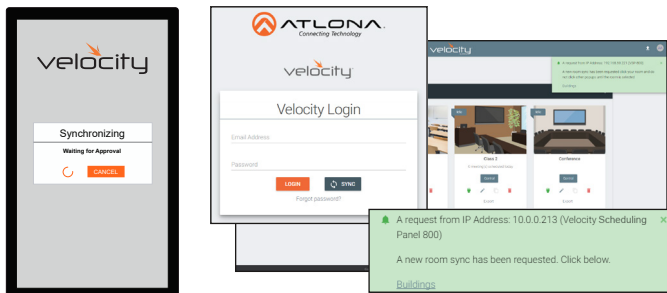 velocity
Synchronizing
Waiting for Approval
CANCEL
ATLONA
Connecting Technology
velocity
Velocity Login
Email Address
Password
LOGIN
SYNC
Forgot password?
velocity
Class 2
Conference
A request from IP Address: 10.0.0.213 (Velocity Scheduling
Panel 800)
A new room sync has been requested. Click below.
Buildings